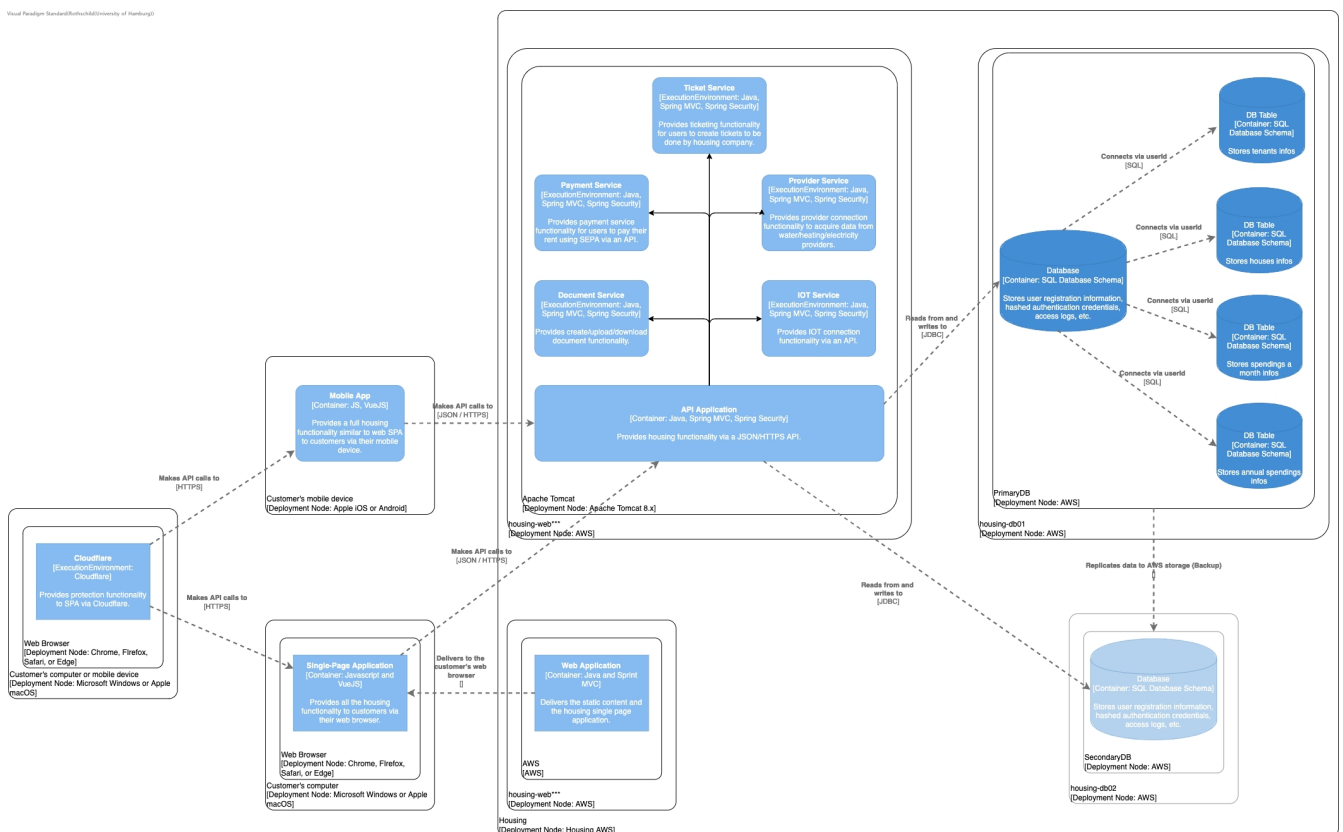 Visual Paradigm Standard(Rothschild(University of Hamburg))
Ticket Service
[ExecutionEnvironment: Java,
Spring MVC, Spring Security]
Provides ticketing functionality
for users to create tickets to be
done by housing company.
Payment Service
[ExecutionEnvironment: Java,
Spring MVC, Spring Security]
Provides payment service
functionality for users to pay their
rent using SEPA via an API.
Provider Service
[ExecutionEnvironment: Java,
Spring MVC, Spring Security]
Provides provider connection
functionality to acquire data from
water/heating/electricity
providers.
Document Service
[ExecutionEnvironment: Java,
Spring MVC, Spring Security]
Provides create/upload/download
document functionality.
IOT Service
[ExecutionEnvironment: Java,
Spring MVC, Spring Security]
Provides IOT connection
functionality via an API.
API Application
[Container: Java, Spring MVC, Spring Security]
Provides housing functionality via a JSON/HTTPS API.
Apache Tomcat
[Deployment Node: Apache Tomcat 8.x]
housing-web***
[Deployment Node: AWS]
Reads from and
writes to
[JDBC]
Database
[Container: SQL Database Schema]
Stores user registration information,
hashed authentication credentials,
access logs, etc.
Connects via userId
[SQL]
DB Table
[Container: SQL
Database Schema]
Stores tenants infos
Connects via userId
[SQL]
DB Table
[Container: SQL
Database Schema]
Stores houses infos
Connects via userId
[SQL]
DB Table
[Container: SQL
Database Schema]
Stores spendings a
month infos
Connects via userId
[SQL]
DB Table
[Container: SQL
Database Schema]
Stores annual spendings
infos
PrimaryDB
[Deployment Node: AWS]
housing-db01
[Deployment Node: AWS]
Mobile App
[Container: JS, VueJS]
Provides a full housing
functionality similar to web SPA
to customers via their mobile
device.
Customer's mobile device
[Deployment Node: Apple iOS or Android]
Makes API calls to
[JSON / HTTPS]
Makes API calls to
[HTTPS]
Cloudflare
[ExecutionEnvironment:
Cloudflare]
Provides protection functionality
to SPA via Cloudflare.
Web Browser
[Deployment Node: Chrome, FIrefox,
Safari, or Edge]
Customer's computer or mobile device
[Deployment Node: Microsoft Windows or Apple
macOS]
Makes API calls to
[HTTPS]
Makes API calls to
[JSON / HTTPS]
Single-Page Application
[Container: Javascript and
VueJS]
Provides all the housing
functionality to customers via
their web browser.
Web Browser
[Deployment Node: Chrome, FIrefox,
Safari, or Edge]
Customer's computer
[Deployment Node: Microsoft Windows or Apple
macOS]
Delivers to the
customer's web
browser
[]
Web Application
[Container: Java and Sprint
MVC]
Delivers the static content and
the housing single page
application.
AWS
[AWS]
housing-web***
[Deployment Node: AWS]
Reads from and
writes to
[JDBC]
Replicates data to AWS storage (Backup)
[]
Database
[Container: SQL Database Schema]
Stores user registration information,
hashed authentication credentials,
access logs, etc.
SecondaryDB
[Deployment Node: AWS]
housing-db02
[Deployment Node: AWS]
Housing
[Deployment Node: Housing AWS]